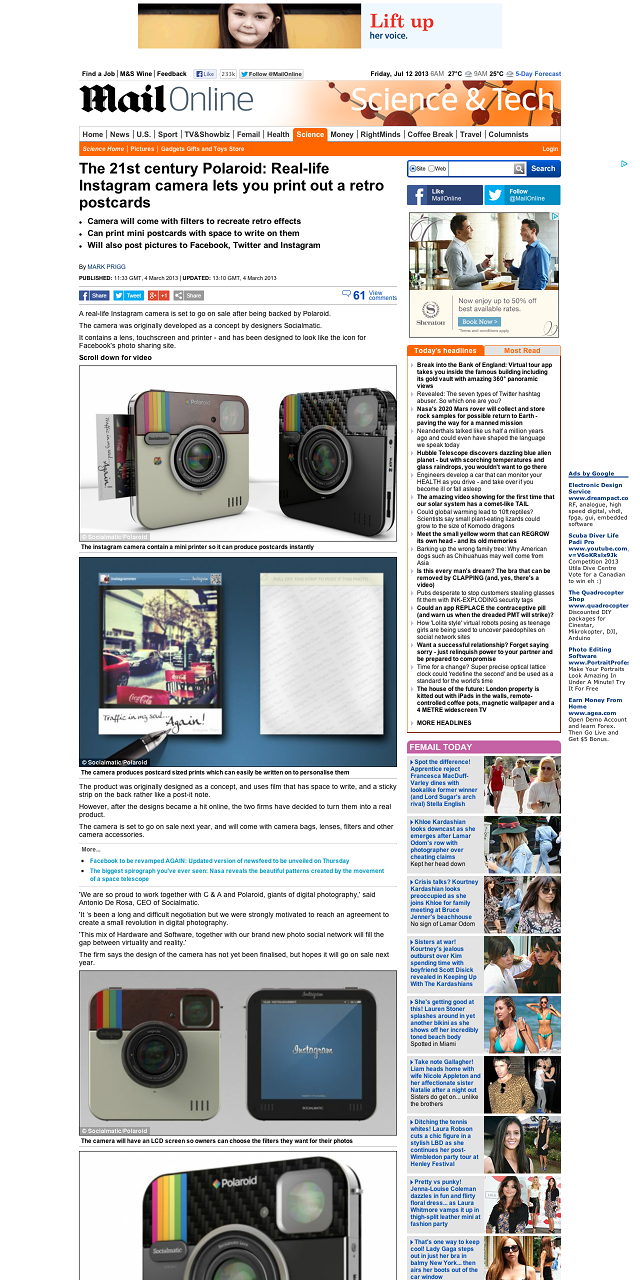 Lift up
her voice.
Find a Job | M&S Wine | Feedback
Like
233k
Follow @MailOnline
Friday, Jul 12 2013 6AM 27°C 9AM 25°C 5-Day Forecast
Mail Online
Science & Tech
Home | News | U.S. | Sport | TV&Showbiz | Femail | Health | Science | Money | RightMinds | Coffee Break | Travel | Columnists
Science Home | Pictures | Gadgets Gifts and Toys Store
Login
The 21st century Polaroid: Real-life
Instagram camera lets you print out a retro
postcards
Camera will come with filters to recreate retro effects
Can print mini postcards with space to write on them
Will also post pictures to Facebook, Twitter and Instagram
By MARK PRIGG
PUBLISHED: 11:33 GMT, 4 March 2013 | UPDATED: 13:10 GMT, 4 March 2013
Share
Tweet
+1
Share
61 View
comments
A real-life Instagram camera is set to go on sale after being backed by Polaroid.
The camera was originally developed as a concept by designers Socialmatic.
It contains a lens, touchscreen and printer - and has been designed to look like the icon for
Facebook's photo sharing site.
Scroll down for video
Polaroid
Socialmatic
© Socialmatic/Polaroid
The instagram camera contain a mini printer so it can produce postcards instantly
Traffic in my soul...
Again!
© Socialmatic/Polaroid
The camera produces postcard sized prints which can easily be written on to personalise them
The product was originally designed as a concept, and uses film that has space to write, and a sticky
strip on the back rather like a post-it note.
However, after the designs became a hit online, the two firms have decided to turn them into a real
product.
The camera is set to go on sale next year, and will come with camera bags, lenses, filters and other
camera accessories.
More...
Facebook to be revamped AGAIN: Updated version of newsfeed to be unveiled on Thursday
The biggest spirograph you've ever seen: Nasa reveals the beautiful patterns created by the movement
of a space telescope
'We are so proud to work together with C & A and Polaroid, giants of digital photography,' said
Antonio De Rosa, CEO of Socialmatic.
'It 's been a long and difficult negotiation but we were strongly motivated to reach an agreement to
create a small revolution in digital photography.
'This mix of Hardware and Software, together with our brand new photo social network will fill the
gap between virtuality and reality.'
The firm says the design of the camera has not yet been finalised, but hopes it will go on sale next
year.
Instagram
Instagram
SOCIALMATIC
© Socialmatic/Polaroid
The camera will have an LCD screen so owners can choose the filters they want for their photos
Polaroid
Socialmatic
Site Web
Search
Like
MailOnline
Follow
@MailOnline
Sheraton
Now enjoy up to 50% off
best available rates.
Book Now >
Terms and conditions apply
Today's headlines
Most Read
Break into the Bank of England: Virtual tour app
takes you inside the famous building including
its gold vault with amazing 360° panoramic
views
Revealed: The seven types of Twitter hashtag
abuser. So which one are you?
Nasa's 2020 Mars rover will collect and store
rock samples for possible return to Earth -
paving the way for a manned mission
Neanderthals talked like us half a million years
ago and could even have shaped the language
we speak today
Hubble Telescope discovers dazzling blue alien
planet - but with scorching temperatures and
glass raindrops, you wouldn't want to go there
Engineers develop a car that can monitor your
HEALTH as you drive - and take over if you
become ill or fall asleep
The amazing video showing for the first time that
our solar system has a comet-like TAIL
Could global warming lead to 10ft reptiles?
Scientists say small plant-eating lizards could
grow to the size of Komodo dragons
Meet the small yellow worm that can REGROW
its own head - and its old memories
Barking up the wrong family tree: Why American
dogs such as Chihuahuas may well come from
Asia
Is this every man's dream? The bra that can be
removed by CLAPPING (and, yes, there's a
video)
Pubs desperate to stop customers stealing glasses
fit them with INK-EXPLODING security tags
Could an app REPLACE the contraceptive pill
(and warn us when the dreaded PMT will strike)?
How 'Lolita style' virtual robots posing as teenage
girls are being used to uncover paedophiles on
social network sites
Want a successful relationship? Forget saying
sorry - just relinquish power to your partner and
be prepared to compromise
Time for a change? Super precise optical lattice
clock could 'redefine the second' and be used as a
standard for the world's time
The house of the future: London property is
kitted out with iPads in the walls, remote-
controlled coffee pots, magnetic wallpaper and a
4 METRE widescreen TV
MORE HEADLINES
FEMAIL TODAY
Spot the difference!
Apprentice reject
Francesca MacDuff-
Varley dines with
lookalike former winner
(and Lord Sugar's arch
rival) Stella English
Khloe Kardashian
looks downcast as she
emerges after Lamar
Odom's row with
photographer over
cheating claims
Kept her head down
Crisis talks? Kourtney
Kardashian looks
preoccupied as she
joins Khloe for family
meeting at Bruce
Jenner's beachhouse
No sign of Lamar Odom
Sisters at war!
Kourtney's jealous
outburst over Kim
spending time with
boyfriend Scott Disick
revealed in Keeping Up
With The Kardashians
She's getting good at
this! Lauren Stoner
splashes around in yet
another bikini as she
shows off her incredibly
toned beach body
Spotted in Miami
Take note Gallagher!
Liam heads home with
wife Nicole Appleton and
her affectionate sister
Natalie after a night out
Sisters do get on... unlike
the brothers
Ditching the tennis
whites! Laura Robson
cuts a chic figure in a
stylish LBD as she
continues her post-
Wimbledon party tour at
Henley Festival
Pretty vs punky!
Jenna-Louise Coleman
dazzles in fun and flirty
floral dress... as Laura
Whitmore vamps it up in
thigh-split leather mini at
fashion party
That's one way to keep
cool! Lady Gaga steps
out in just her bra in
balmy New York... then
airs her boots out of the
car window
Ads by Google
Electronic Design
Service
www.dreampact.co
RF, analogue, high
speed digital, vhdl,
fpga, gui, embedded
software
Scuba Diver Life
Padi Pro
www.youtube.com
v=V6oKRslx9Jk
Competition 2013
Utila Dive Centre
Vote for a Canadian
to win eh :)
The Quadrocopter
Shop
www.quadrocopter
Discounted DIY
packages for
Cinestar,
Mikrokopter, DJI,
Arduino
Photo Editing
Software
www.PortraitProfes
Make Your Portraits
Look Amazing In
Under A Minute! Try
It For Free
Earn Money From
Home
www.agea.com
Open Demo Account
and learn Forex.
Then Go Live and
Get $5 Bonus.